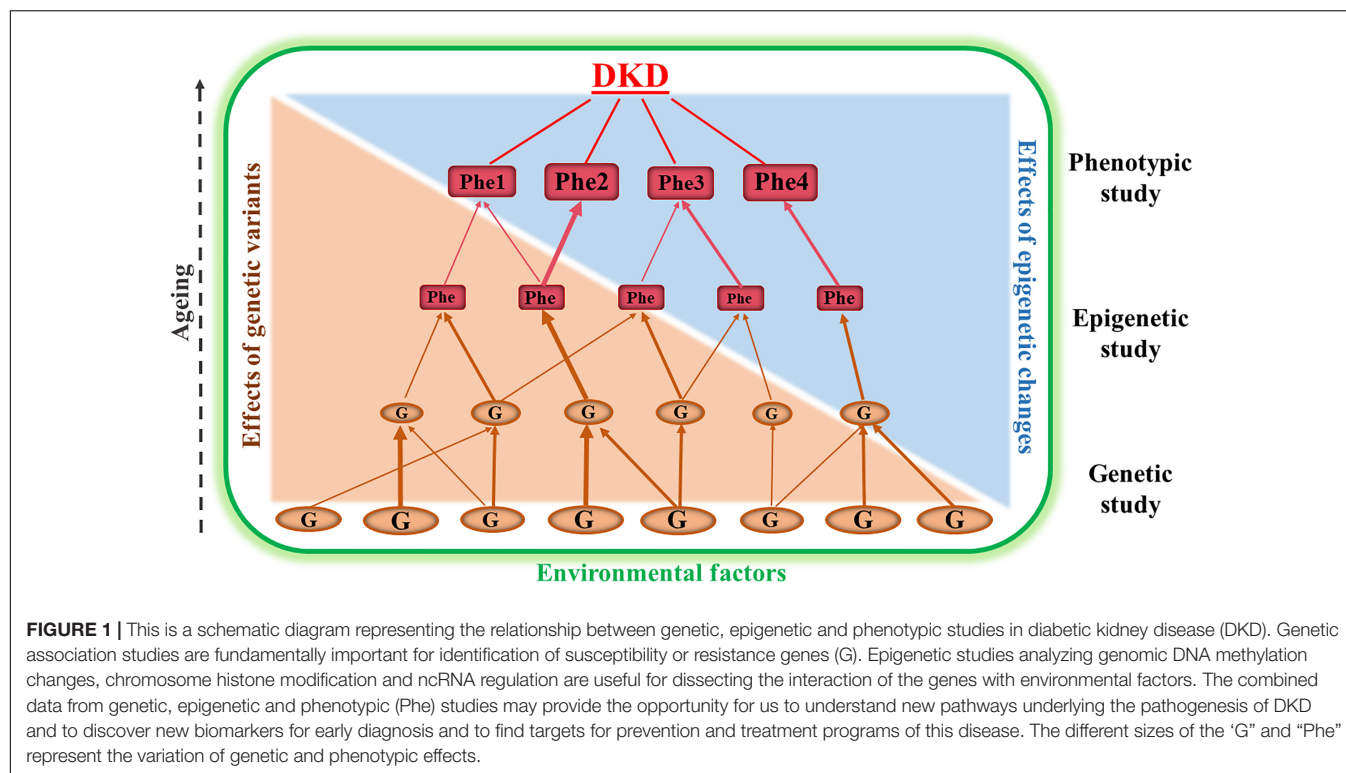 DKD
Phe1 Phe2 Phe3 Phe4
Phenotypic
study
Ageing
Effects of genetic variants
Effects of epigenetic changes
Phe Phe Phe Phe Phe
Epigenetic
study
G G G G G G
Genetic
study
G G G G G G G G
Environmental factors
FIGURE 1 | This is a schematic diagram representing the relationship between genetic, epigenetic and phenotypic studies in diabetic kidney disease (DKD). Genetic
association studies are fundamentally important for identification of susceptibility or resistance genes (G). Epigenetic studies analyzing genomic DNA methylation
changes, chromosome histone modification and ncRNA regulation are useful for dissecting the interaction of the genes with environmental factors. The combined
data from genetic, epigenetic and phenotypic (Phe) studies may provide the opportunity for us to understand new pathways underlying the pathogenesis of DKD
and to discover new biomarkers for early diagnosis and to find targets for prevention and treatment programs of this disease. The different sizes of the ‘G” and “Phe”
represent the variation of genetic and phenotypic effects.